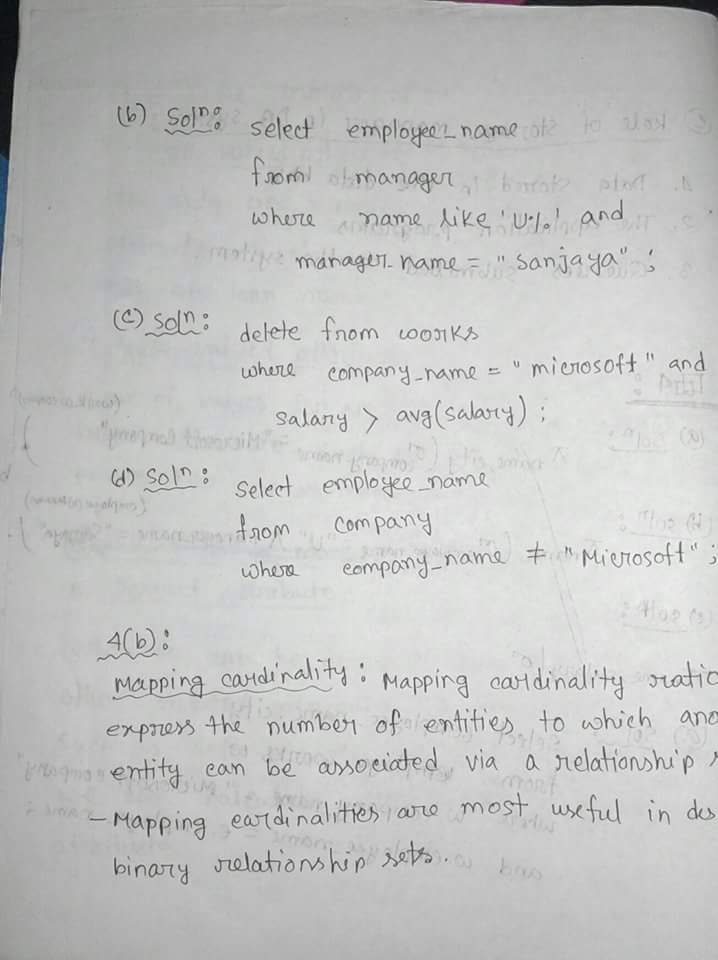 (b) Solⁿ: select employee_name
from manager
where name like 'U%' and
manager_name = "sanjaya" ;
(c) Solⁿ: delete from works
where company_name = "microsoft" and
salary > avg(salary) ;
(d) Solⁿ: select employee_name
from company
where company_name ≠ "Microsoft" ;
4(b):
Mapping cardinality: Mapping cardinality ratio
express the number of entities to which ano
entity can be associated via a relationship
- Mapping cardinalities are most useful in des
binary relationship sets.